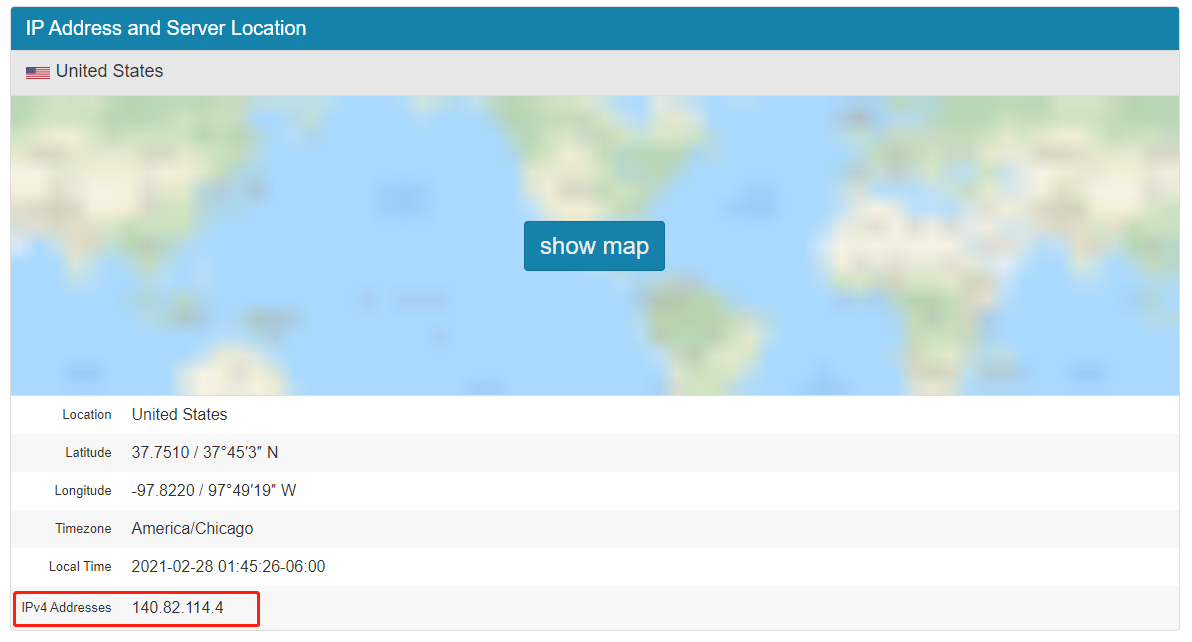 IP Address and Server Location
United States
show map
Location United States
Latitude 37.7510 / 37°45′3″ N
Longitude -97.8220 / 97°49′19″ W
Timezone America/Chicago
Local Time 2021-02-28 01:45:26-06:00
IPv4 Addresses 140.82.114.4